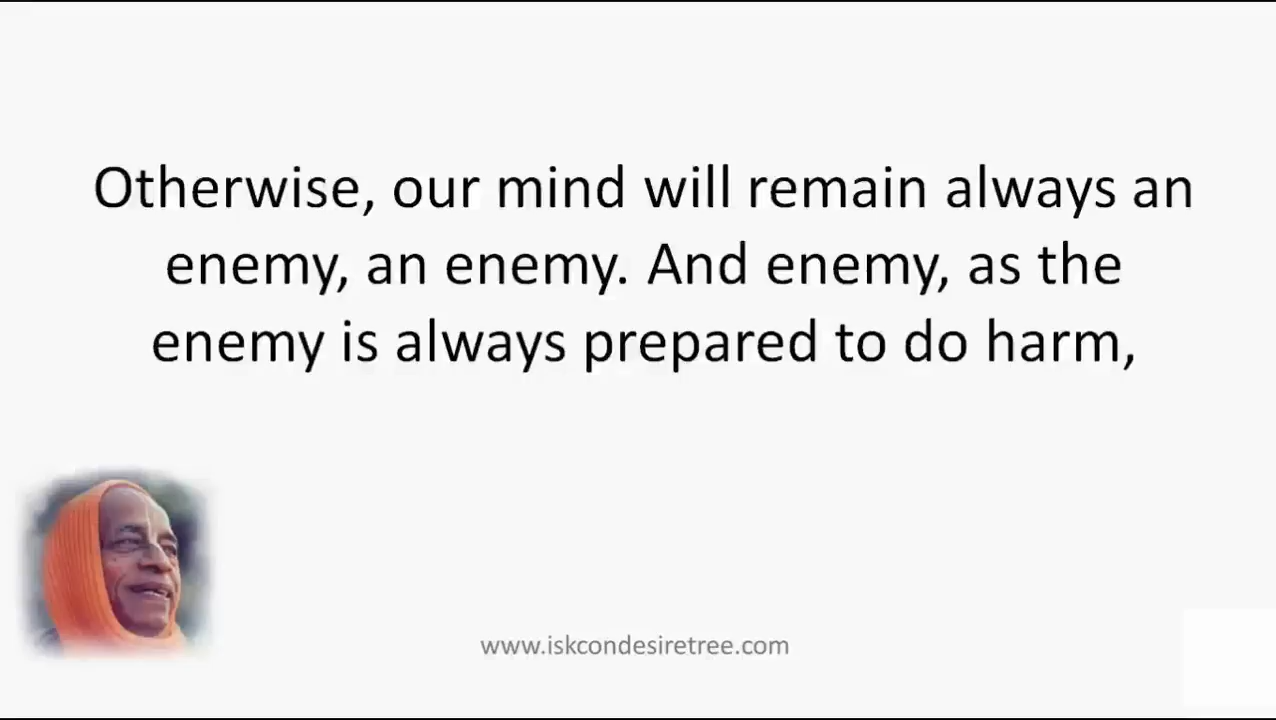 Otherwise, our mind will remain always an
enemy, an enemy. And enemy, as the
enemy is always prepared to do harm,
www.iskcondesiretree.com